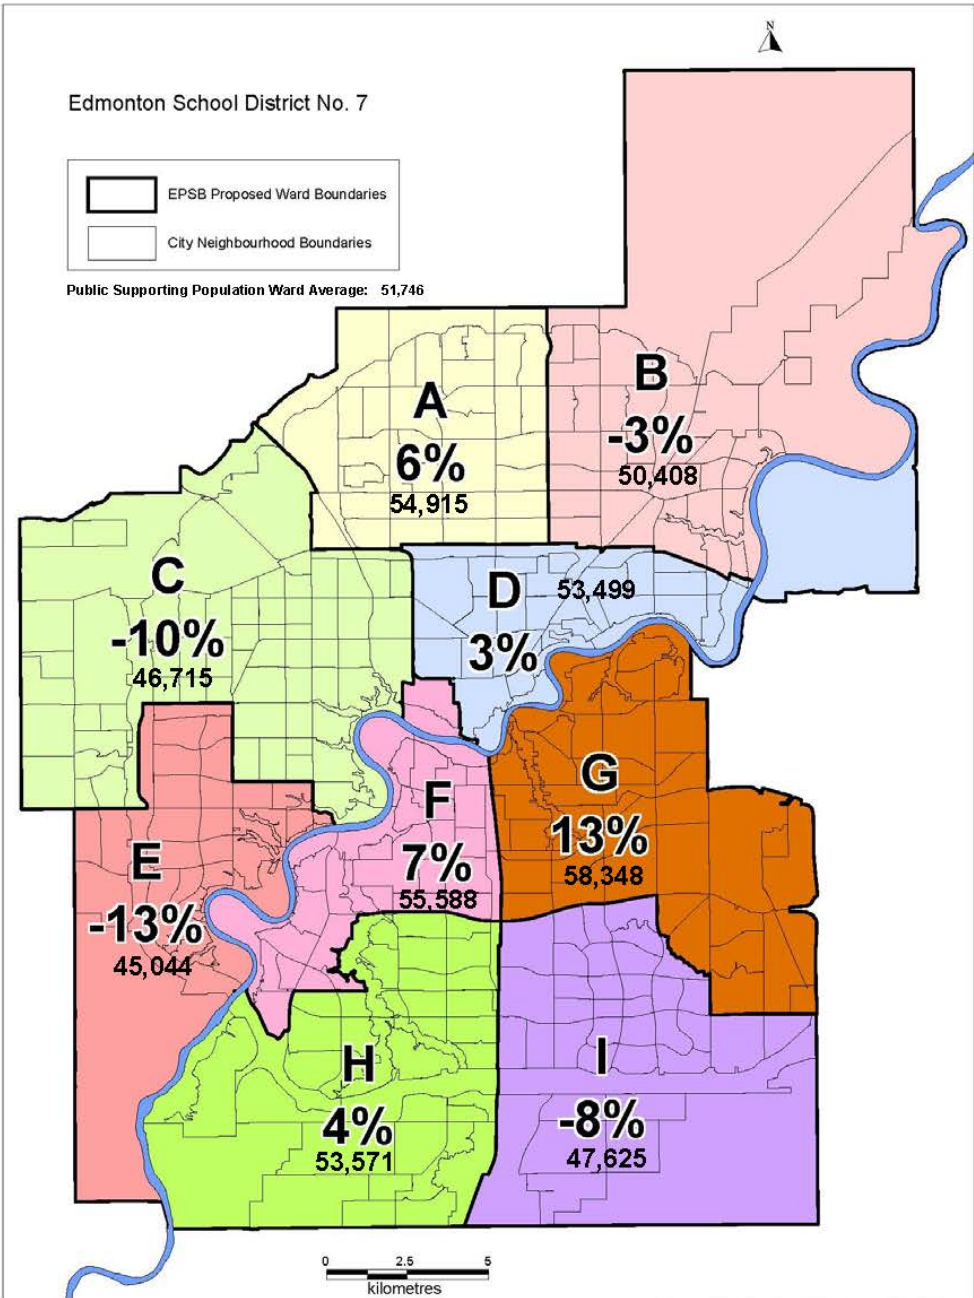 N
Edmonton School District No. 7
EPSB Proposed Ward Boundaries
City Neighbourhood Boundaries
Public Supporting Population Ward Average: 51,746
A
6%
54,915
B
-3%
50,408
C
-10%
46,715
D
53,499
3%
E
-13%
45,044
F
7%
55,588
G
13%
58,348
H
4%
53,571
I
-8%
47,625
0 2.5 5
kilometres